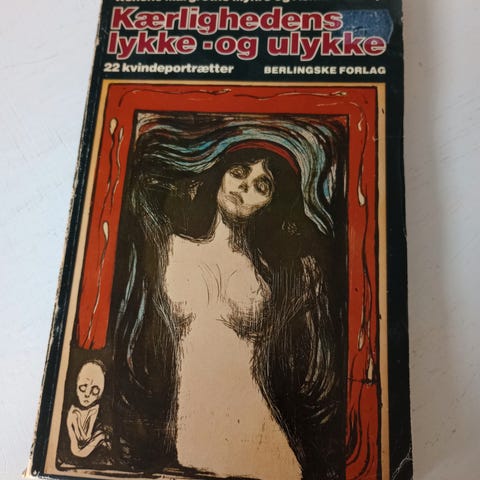 Kærlighedens
lykke - og ulykke
22 kvindeportrætter BERLINGSKE FORLAG